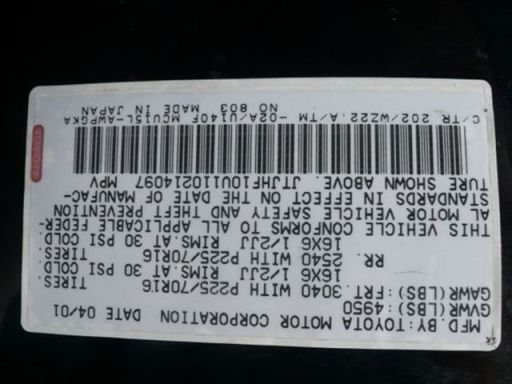 MFD.BY:TOYOTA MOTOR CORPORATION DATE 04/01
GVWR(LBS):4950
GAWR(LBS):FRT. 3040 WITH P225/70R16 TIRES.
16X6 1/2JJ RIMS.AT 30 PSI COLD
RR. 2540 WITH P225/70R16 TIRES.
16X6 1/2JJ RIMS.AT 30 PSI COLD
THIS VEHICLE CONFORMS TO ALL APPLICABLE FEDER-
AL MOTOR VEHICLE SAFETY AND THEFT PREVENTION
STANDARDS IN EFFECT ON THE DATE OF MANUFAC-
TURE SHOWN ABOVE. JTJHF10U110214097 MPV
C/TR 202/WZ22.A/TM -02A/U140F MCU15L-AWPGKA
NO 803 MADE IN JAPAN